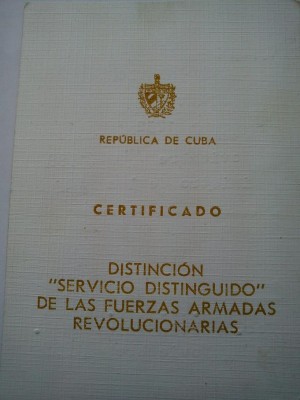 REPÚBLICA DE CUBA
CERTIFICADO
DISTINCIÓN
"SERVICIO DISTINGUIDO"
DE LAS FUERZAS ARMADAS
REVOLUCIONARIAS